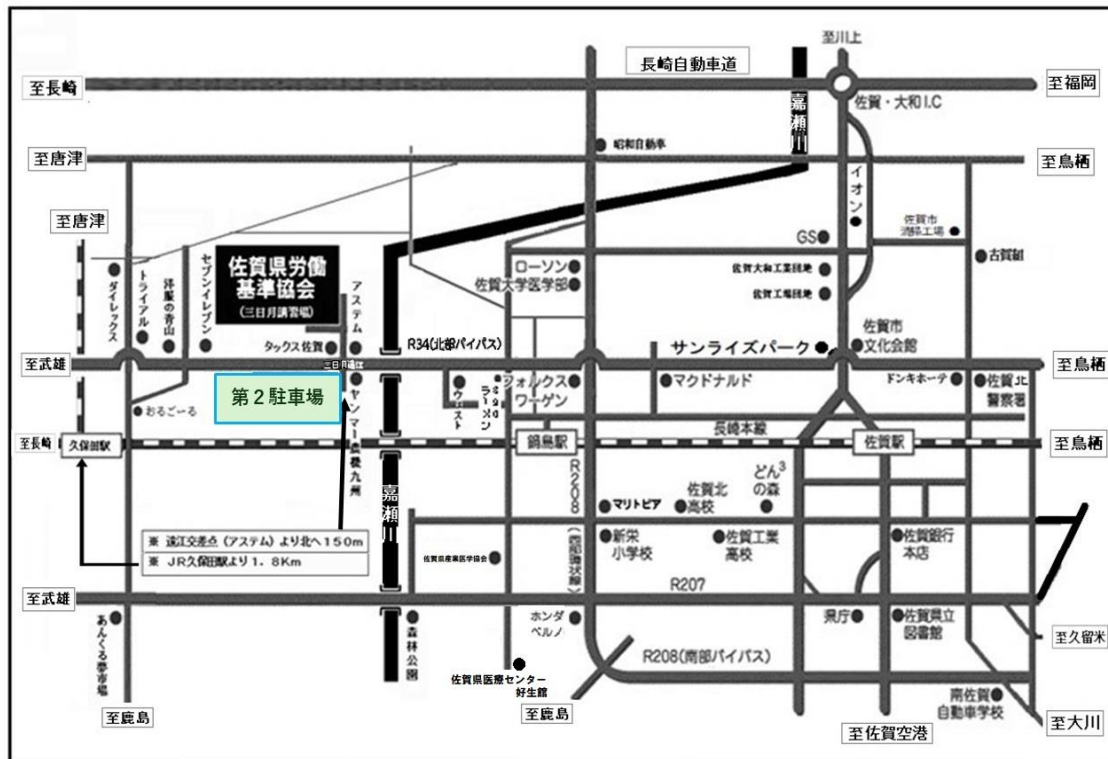 至川上
長崎自動車道
至長崎
至福岡
嘉瀬川
佐賀・大和I.C
昭和自動車
至唐津
至鳥栖
イオン
至唐津
佐賀市
清掃工場
GS
古賀組
佐賀県労働
基準協会
(三日月講習場)
ダイレックス
トライアル
洋服の青山
セブンイレブン
アステム
ローソン
佐賀大学医学部
佐賀大和工業団地
佐賀工場団地
タックス佐賀
R34(北部バイパス)
サンライズパーク
佐賀市
文化会館
至武雄
至鳥栖
第2駐車場
ヤンマー農機九州
おるごーる
ウエスト
ラーメン
フォルクス
ワーゲン
マクドナルド
ドンキホーテ
佐賀北
警察署
至長崎
久保田駅
鍋島駅
長崎本線
佐賀駅
至鳥栖
R208(西部環状線)
嘉瀬川
マリトピア
佐賀北
高校
どん3
の森
※ 遠江交差点(アステム)より北へ150m
※ JR久保田駅より1.8Km
新栄
小学校
佐賀工業
高校
佐賀銀行
本店
佐賀県産業医学協会
R207
至武雄
あんくる夢市場
森林公園
ホンダ
ベルノ
県庁
佐賀県立
図書館
至久留米
R208(南部バイパス)
佐賀県医療センター
好生館
南佐賀
自動車学校
至鹿島
至鹿島
至佐賀空港
至大川